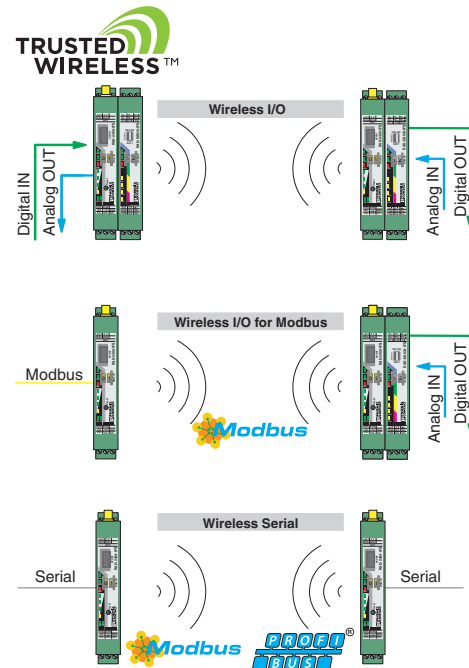 TRUSTED
WIRELESS™
Wireless I/O
Digital IN
Analog OUT
Analog IN
Digital OUT
Wireless I/O for Modbus
Modbus
Modbus
Analog IN
Digital OUT
Wireless Serial
Serial
Serial
Modbus
PROFI®
BUS